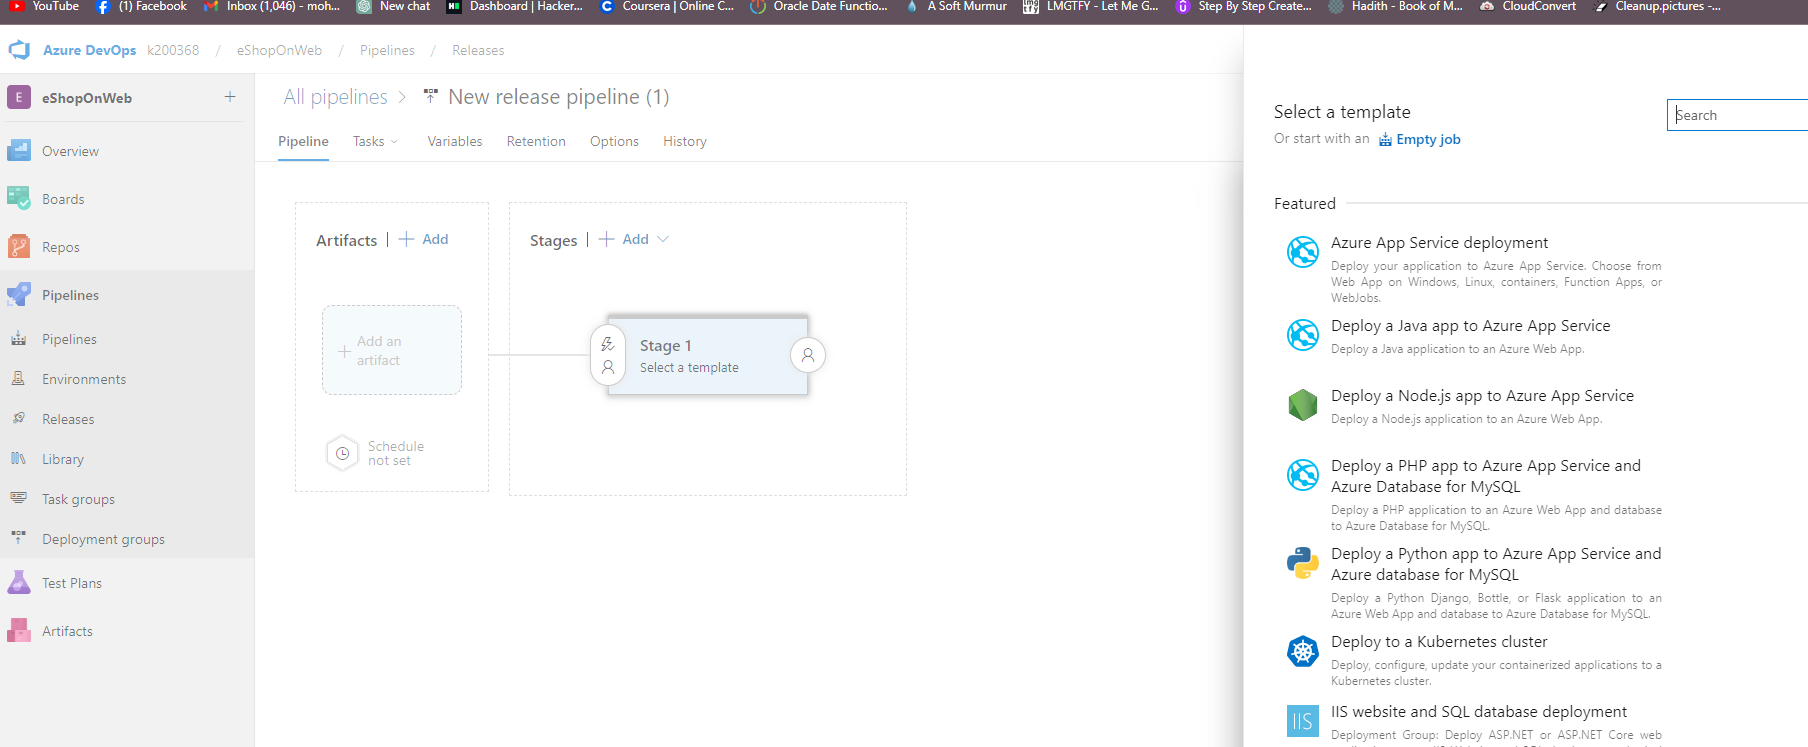 YouTube
(1) Facebook
Inbox (1,046) - moh...
New chat
Dashboard | Hacker...
Coursera | Online C...
Oracle Date Functio...
A Soft Murmur
lmg
tfy
LMGTFY - Let Me G...
Step By Step Create...
Hadith - Book of M...
CloudConvert
Cleanup.pictures -...
Azure DevOps k200368 / eShopOnWeb / Pipelines / Releases
E eShopOnWeb +
Overview
Boards
Repos
Pipelines
Pipelines
Environments
Releases
Library
Task groups
Deployment groups
Test Plans
Artifacts
All pipelines > New release pipeline (1)
Pipeline Tasks Variables Retention Options History
Artifacts | + Add
+ Add an
artifact
Schedule
not set
Stages | + Add
Stage 1
Select a template
Select a template
Or start with an Empty job
Search
Featured
Azure App Service deployment
Deploy your application to Azure App Service. Choose from
Web App on Windows, Linux, containers, Function Apps, or
WebJobs.
Deploy a Java app to Azure App Service
Deploy a Java application to an Azure Web App.
Deploy a Node.js app to Azure App Service
Deploy a Node.js application to an Azure Web App.
Deploy a PHP app to Azure App Service and
Azure Database for MySQL
Deploy a PHP application to an Azure Web App and database
to Azure Database for MySQL.
Deploy a Python app to Azure App Service and
Azure database for MySQL
Deploy a Python Django, Bottle, or Flask application to an
Azure Web App and database to Azure Database for MySQL.
Deploy to a Kubernetes cluster
Deploy, configure, update your containerized applications to a
Kubernetes cluster.
IIS
IIS website and SQL database deployment
Deployment Group: Deploy ASP.NET or ASP.NET Core web